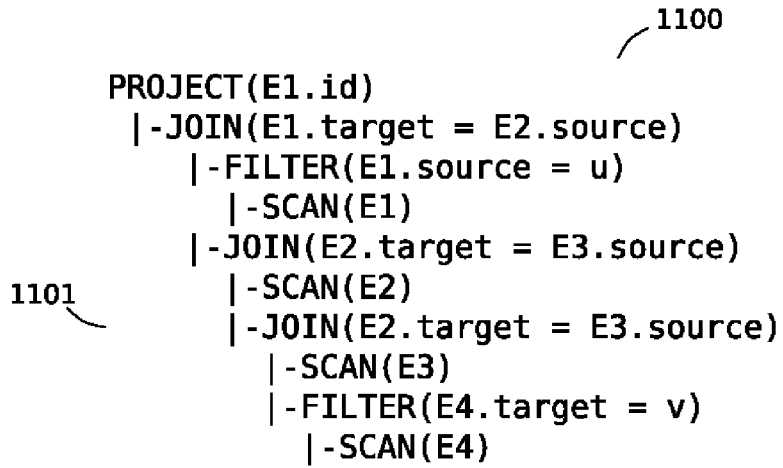 1100
PROJECT(E1.id)
|-JOIN(E1.target = E2.source)
|-FILTER(E1.source = u)
|-SCAN(E1)
|-JOIN(E2.target = E3.source)
|-SCAN(E2)
1101
|-JOIN(E2.target = E3.source)
|-SCAN(E3)
|-FILTER(E4.target = v)
|-SCAN(E4)